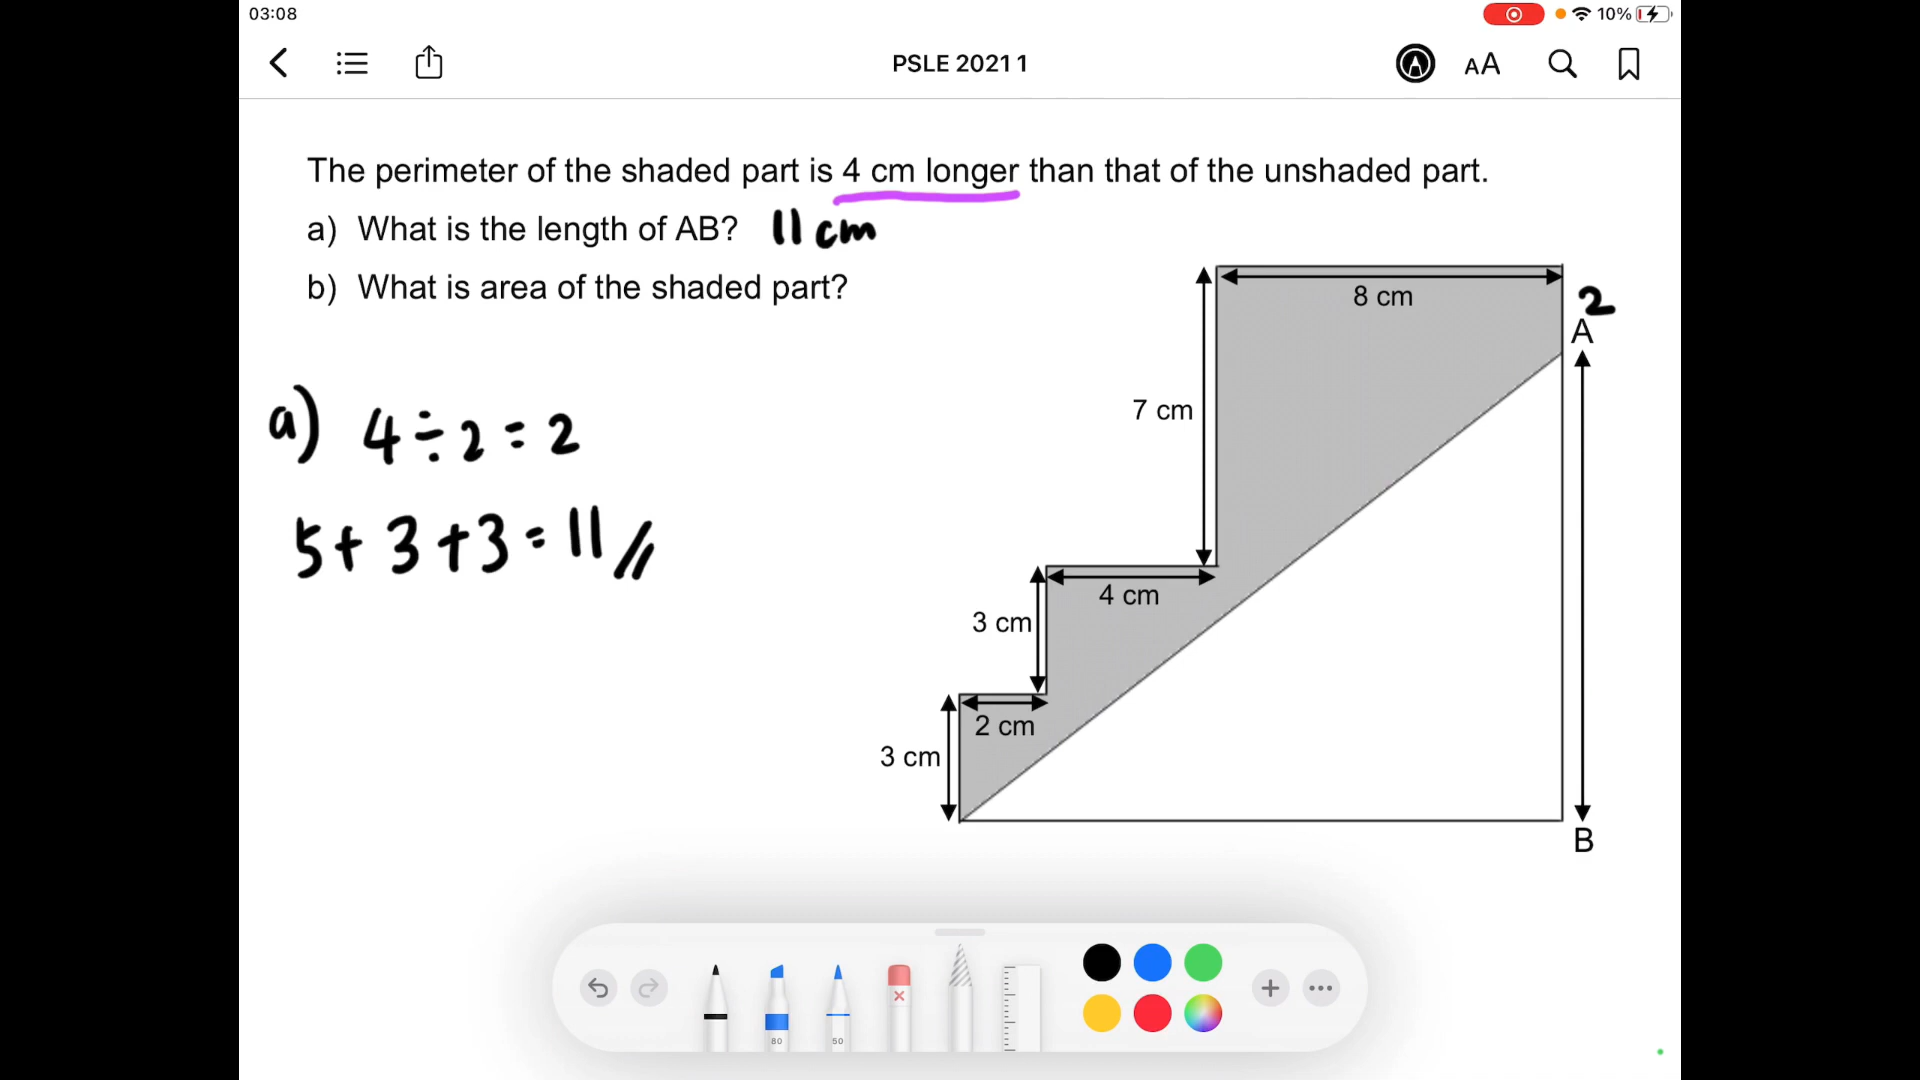 03:08
10%
PSLE 2021 1
AA
The perimeter of the shaded part is 4 cm longer than that of the unshaded part.
a) What is the length of AB? 11 cm
b) What is area of the shaded part?
8 cm
2
A
7 cm
a) 4 ÷ 2 = 2
5 + 3 + 3 = 11 //
4 cm
3 cm
2 cm
3 cm
B
80
50